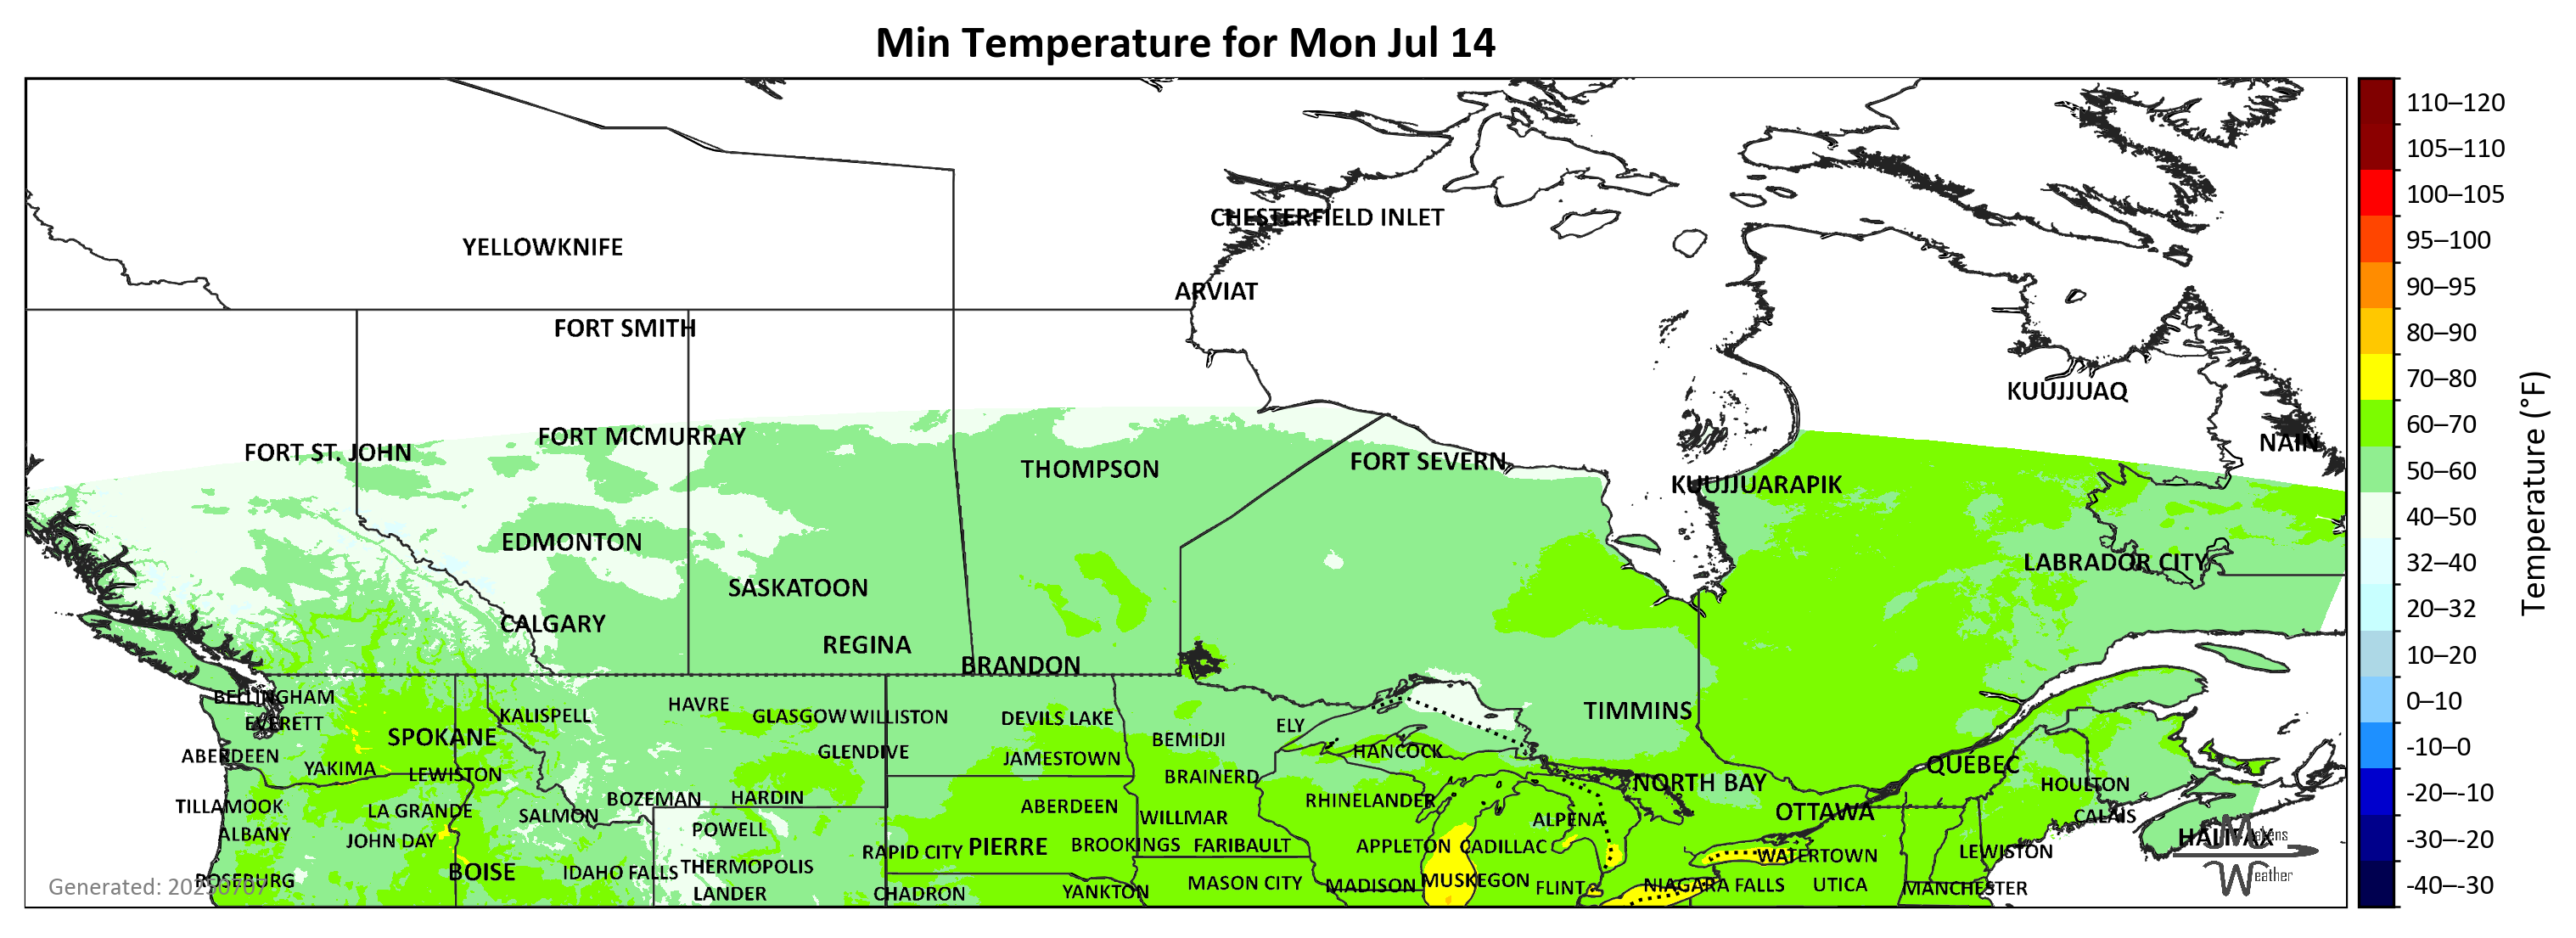 Min Temperature for Mon Jul 14
CHESTERFIELD INLET
YELLOWKNIFE
ARVIAT
FORT SMITH
KUUJJUAQ
FORT MCMURRAY
FORT ST. JOHN
NAIN
THOMPSON
FORT SEVERN
KUUJJUARAPIK
EDMONTON
LABRADOR CITY
SASKATOON
CALGARY
REGINA
BRANDON
BELLINGHAM
HAVRE
KALISPELL
GLASGOW
WILLISTON
DEVILS LAKE
TIMMINS
EVERETT
ELY
SPOKANE
BEMIDJI
ABERDEEN
GLENDIVE
JAMESTOWN
HANCOCK
QUEBEC
YAKIMA
LEWISTON
BRAINERD
NORTH BAY
HOULTON
TILLAMOOK
LA GRANDE
BOZEMAN
HARDIN
ABERDEEN
RHINELANDER
OTTAWA
SALMON
WILLMAR
ALPENA
CALAIS
ALBANY
JOHN DAY
POWELL
HALIFAX
RAPID CITY
PIERRE
BROOKINGS
FARIBAULT
APPLETON
CADILLAC
WATERTOWN
LEWISTON
BOISE
IDAHO FALLS
THERMOPOLIS
ROSEBURG
LANDER
CHADRON
YANKTON
MASON CITY
MADISON
MUSKEGON
FLINT
NIAGARA FALLS
UTICA
MANCHESTER
Generated: 20250707
Makens
Weather
110–120
105–110
100–105
95–100
90–95
80–90
70–80
60–70
50–60
40–50
32–40
20–32
10–20
0–10
-10–0
-20–-10
-30–-20
-40–-30
Temperature (°F)